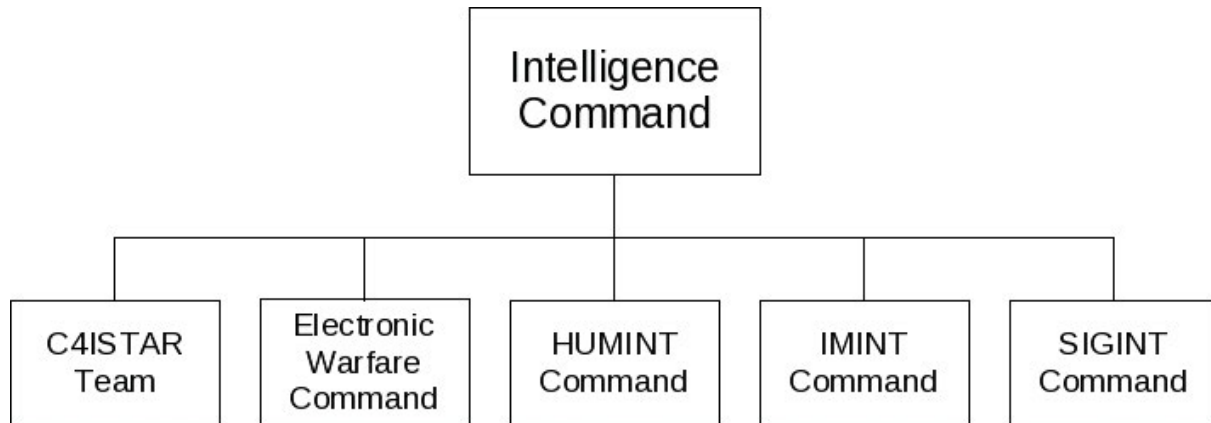 Intelligence
Command
C4ISTAR
Team
Electronic
Warfare
Command
HUMINT
Command
IMINT
Command
SIGINT
Command